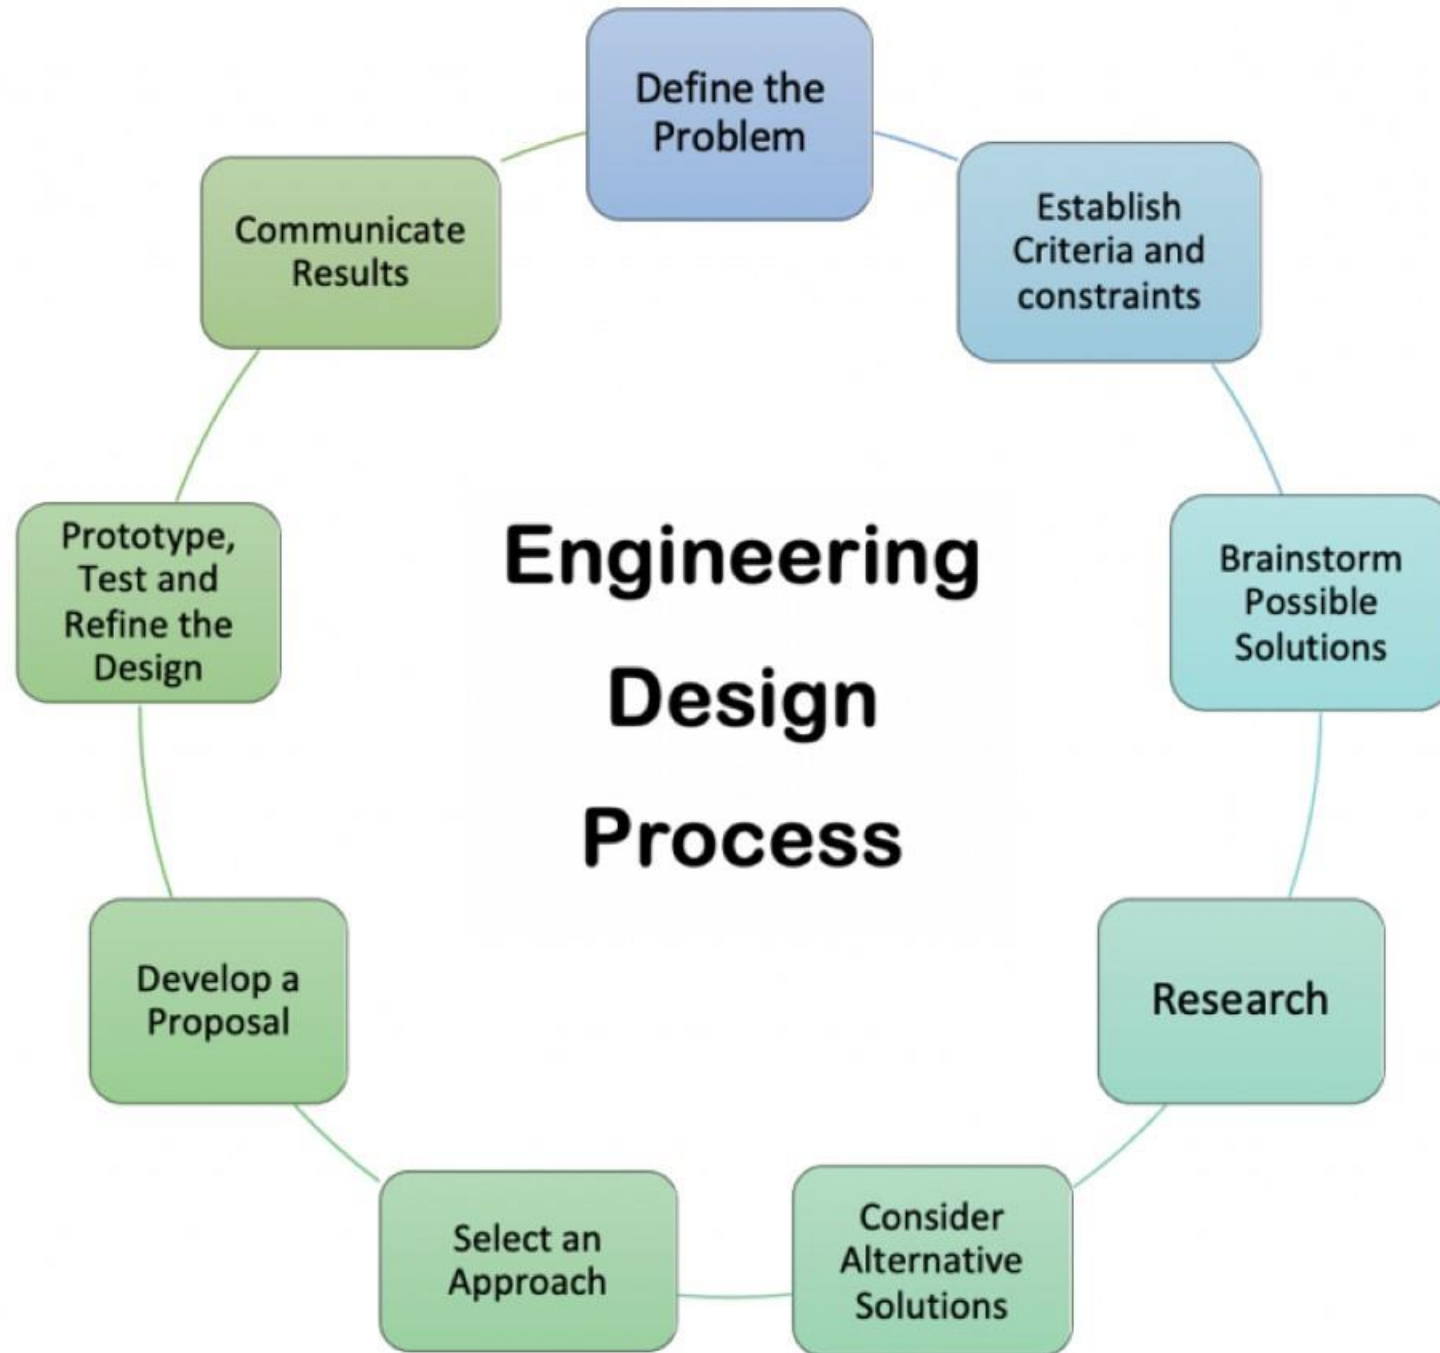 Define the
Problem
Establish
Criteria and
constraints
Brainstorm
Possible
Solutions
Research
Consider
Alternative
Solutions
Select an
Approach
Develop a
Proposal
Prototype,
Test and
Refine the
Design
Communicate
Results
Engineering
Design
Process